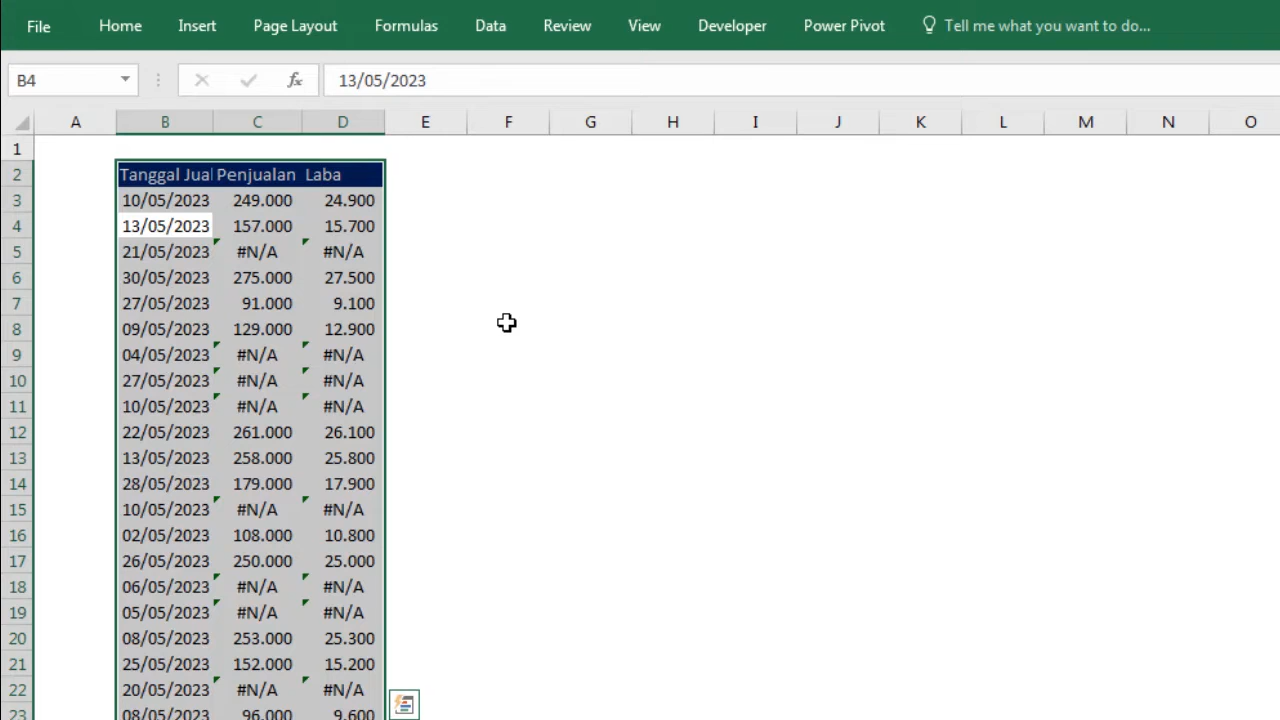 File Home Insert Page Layout Formulas Data Review View Developer Power Pivot Tell me what you want to do...
B4 fx 13/05/2023
A B C D E F G H I J K L M N O
1
2 Tanggal Jual Penjualan Laba
3 10/05/2023 249.000 24.900
4 13/05/2023 157.000 15.700
5 21/05/2023 #N/A #N/A
6 30/05/2023 275.000 27.500
7 27/05/2023 91.000 9.100
8 09/05/2023 129.000 12.900
9 04/05/2023 #N/A #N/A
10 27/05/2023 #N/A #N/A
11 10/05/2023 #N/A #N/A
12 22/05/2023 261.000 26.100
13 13/05/2023 258.000 25.800
14 28/05/2023 179.000 17.900
15 10/05/2023 #N/A #N/A
16 02/05/2023 108.000 10.800
17 26/05/2023 250.000 25.000
18 06/05/2023 #N/A #N/A
19 05/05/2023 #N/A #N/A
20 08/05/2023 253.000 25.300
21 25/05/2023 152.000 15.200
22 20/05/2023 #N/A #N/A
23 08/05/2023 96.000 9.600